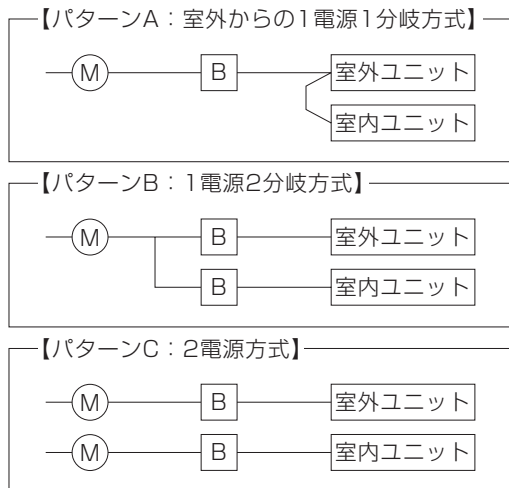 【パターンA：室外からの1電源1分岐方式】
M B 室外ユニット
室内ユニット
【パターンB：1電源2分岐方式】
M B 室外ユニット
B 室内ユニット
【パターンC：2電源方式】
M B 室外ユニット
M B 室内ユニット